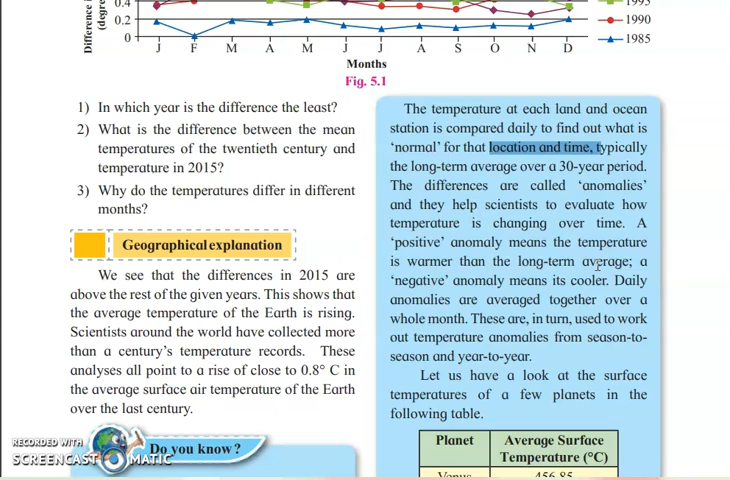 Difference i
(degre
0.4
0.2
0
J F M A M J J A S O N D
1995
1990
1985
Months
Fig. 5.1
1) In which year is the difference the least?
2) What is the difference between the mean
temperatures of the twentieth century and
temperature in 2015?
3) Why do the temperatures differ in different
months?
Geographical explanation
We see that the differences in 2015 are
above the rest of the given years. This shows that
the average temperature of the Earth is rising.
Scientists around the world have collected more
than a century's temperature records. These
analyses all point to a rise of close to 0.8° C in
the average surface air temperature of the Earth
over the last century.
Do you know?
The temperature at each land and ocean
station is compared daily to find out what is
‘normal’ for that location and time, typically
the long-term average over a 30-year period.
The differences are called ‘anomalies’
and they help scientists to evaluate how
temperature is changing over time. A
‘positive’ anomaly means the temperature
is warmer than the long-term average; a
‘negative’ anomaly means its cooler. Daily
anomalies are averaged together over a
whole month. These are, in turn, used to work
out temperature anomalies from season-to-
season and year-to-year.
Let us have a look at the surface
temperatures of a few planets in the
following table.
Planet Average Surface
Temperature (°C)
Venus 456.85
RECORDED WITH
SCREENCAST MATIC